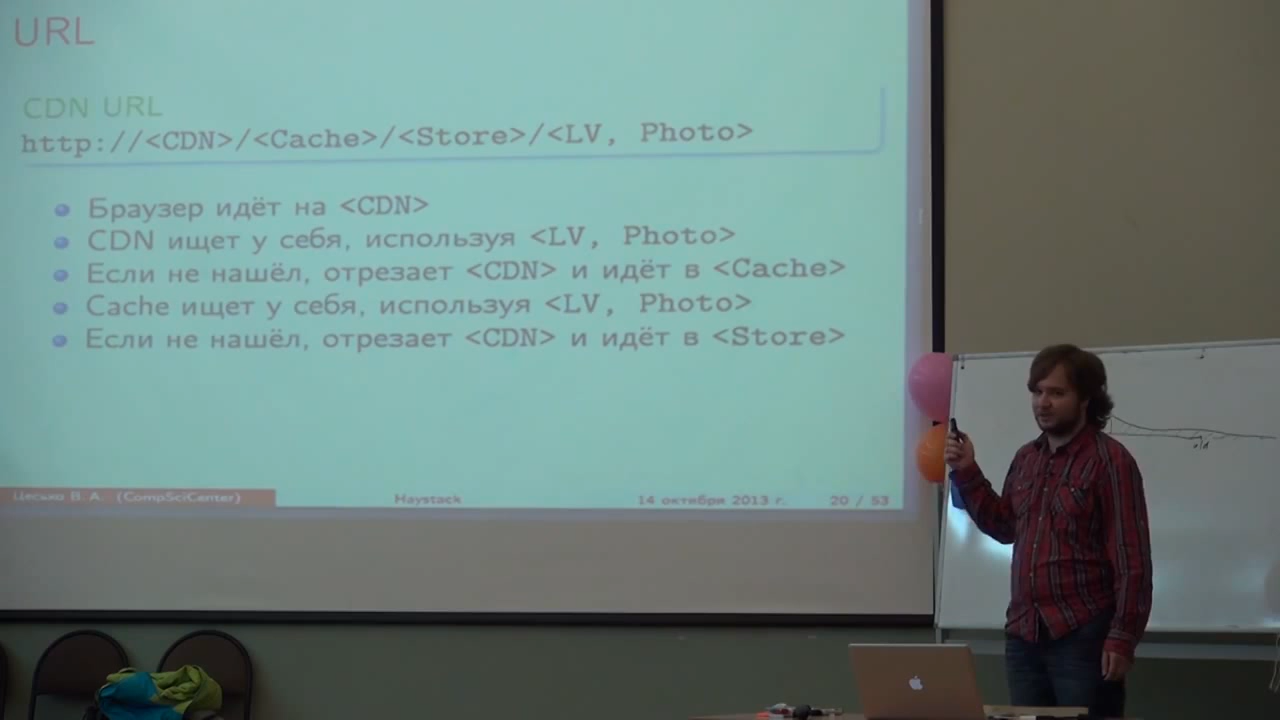 URL
CDN URL
http://<CDN>/<Cache>/<Store>/<LV, Photo>
Браузер идёт на <CDN>
CDN ищет у себя, используя <LV, Photo>
Если не нашёл, отрезает <CDN> и идёт в <Cache>
Cache ищет у себя, используя <LV, Photo>
Если не нашёл, отрезает <CDN> и идёт в <Store>
Цесько В. А. (CompSciCenter) Haystack 14 октября 2013 г. 20 / 53
old